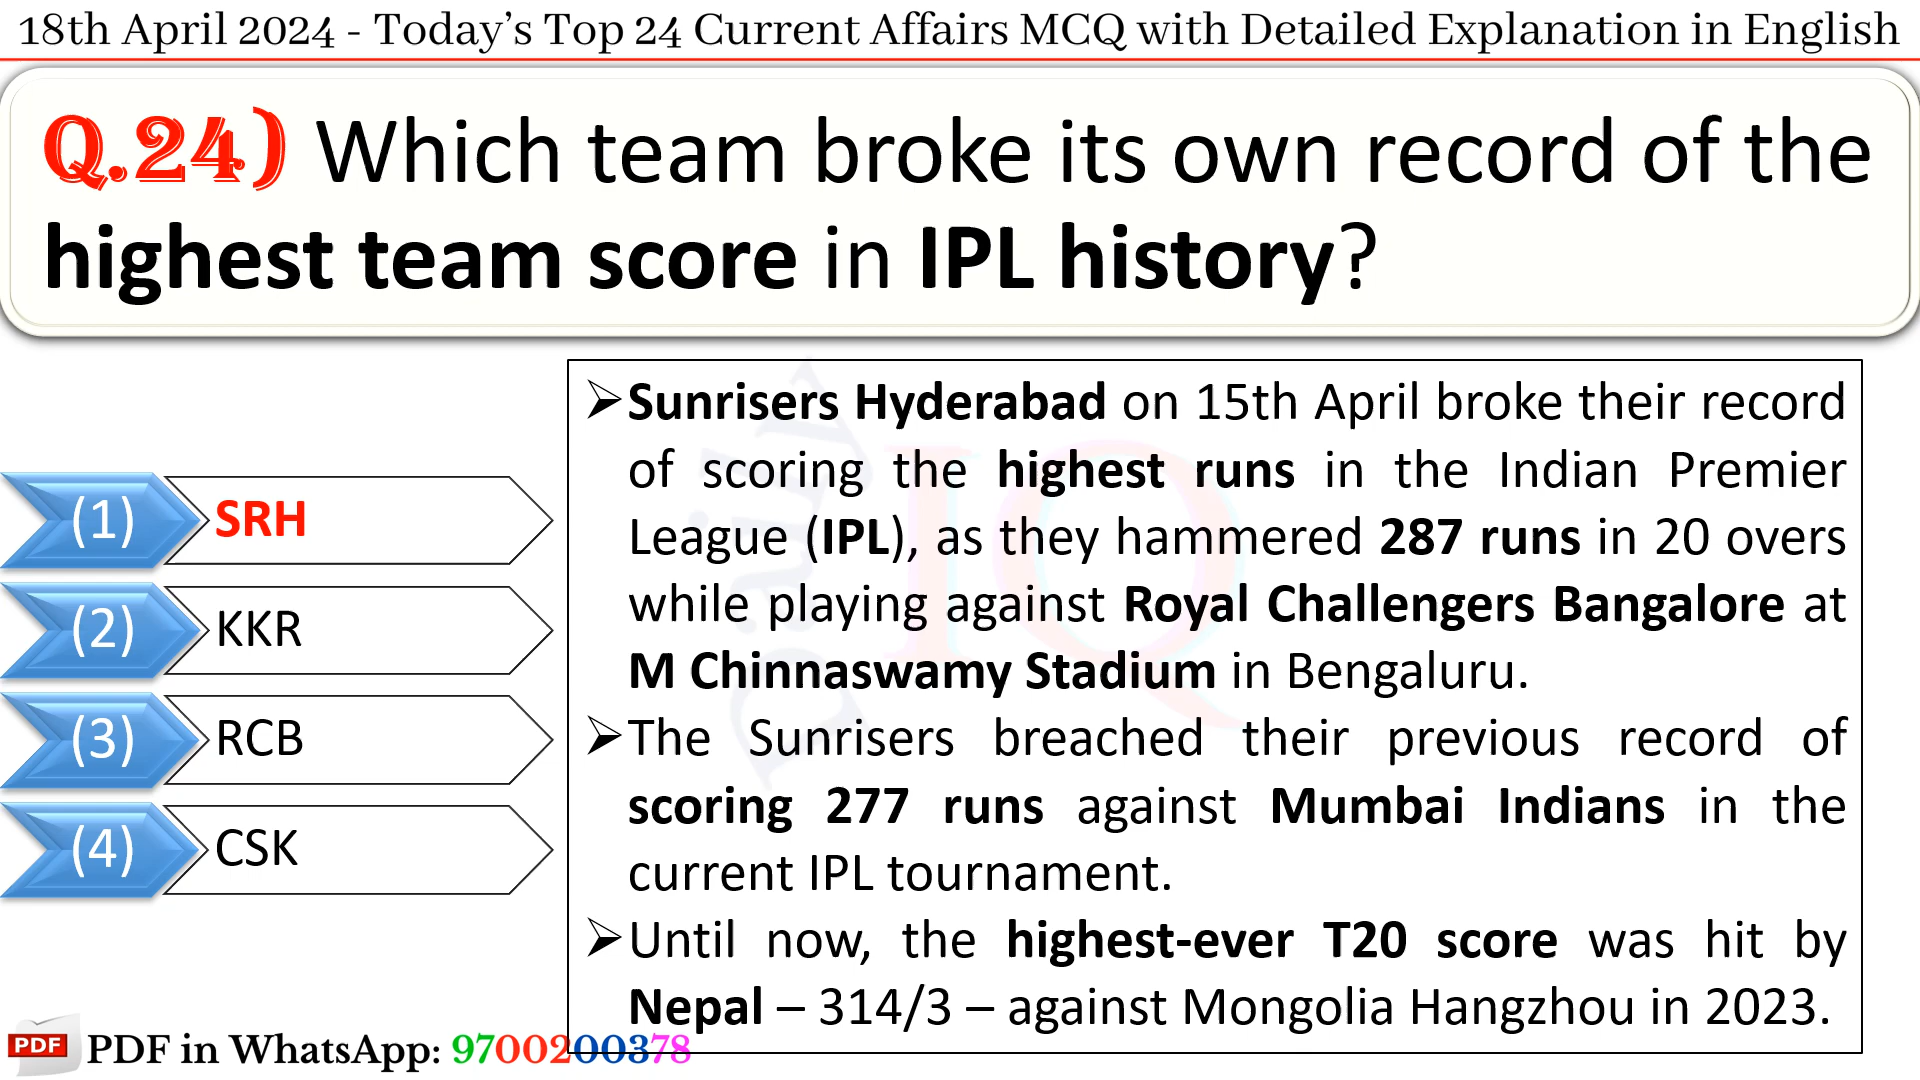 18th April 2024 - Today’s Top 24 Current Affairs MCQ with Detailed Explanation in English
Q.24) Which team broke its own record of the
highest team score in IPL history?
(1) SRH
(2) KKR
(3) RCB
(4) CSK
➢Sunrisers Hyderabad on 15th April broke their record
of scoring the highest runs in the Indian Premier
League (IPL), as they hammered 287 runs in 20 overs
while playing against Royal Challengers Bangalore at
M Chinnaswamy Stadium in Bengaluru.
➢The Sunrisers breached their previous record of
scoring 277 runs against Mumbai Indians in the
current IPL tournament.
➢Until now, the highest-ever T20 score was hit by
Nepal – 314/3 – against Mongolia Hangzhou in 2023.
Daily
IQ
PDF PDF in WhatsApp: 9700200378